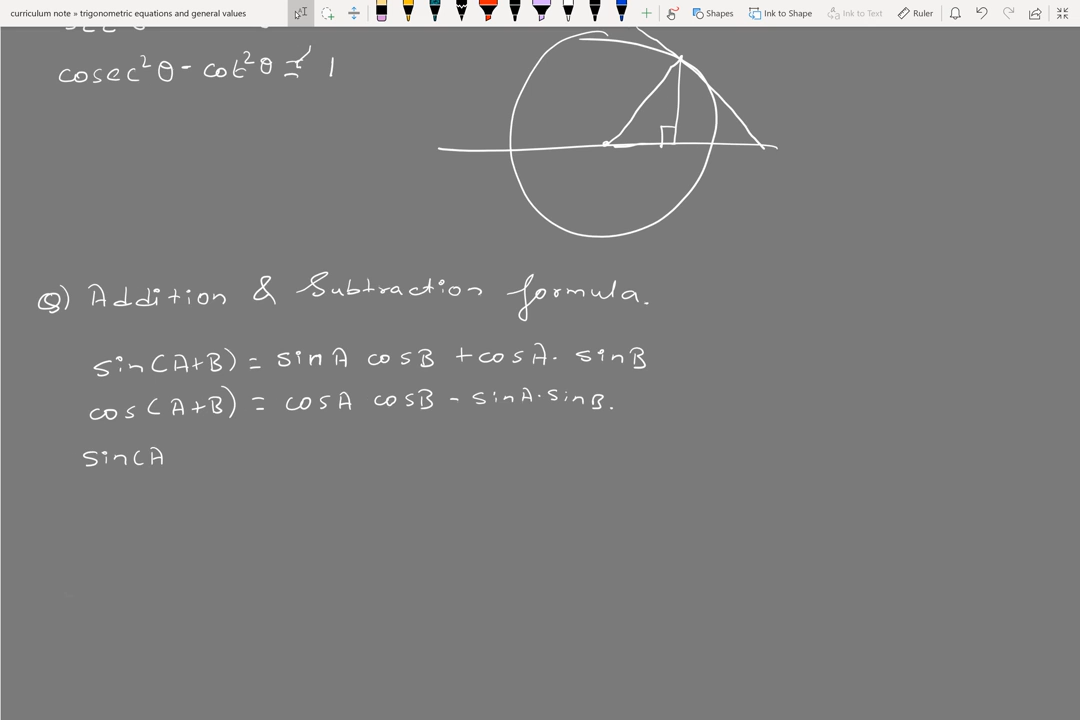 curriculum note » trigonometric equations and general values
Shapes Ink to Shape Ink to Text Ruler
cosec²θ - cot²θ = 1
Q) Addition & Subtraction formula.
sin(A+B) = sinA cosB + cosA. sinB
cos(A+B) = cosA cosB - sinA.sinB.
sin(A